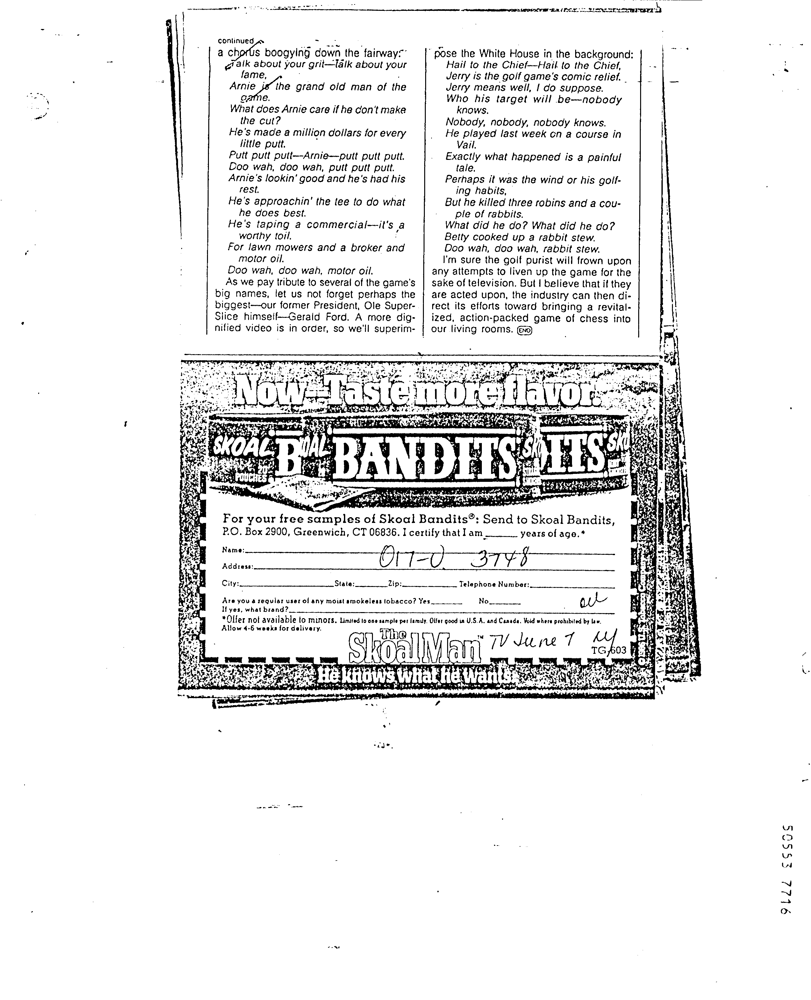 continued
a chorus boogying down the fairway:
Talk about your grit—Talk about your
fame,
Arnie is the grand old man of the
game.
What does Arnie care if he don't make
the cut?
He's made a million dollars for every
little putt.
Putt putt putt—Arnie—putt putt putt.
Doo wah, doo wah, putt putt putt.
Arnie's lookin' good and he's had his
rest.
He's approachin' the tee to do what
he does best.
He's taping a commercial—it's a
worthy toil.
For lawn mowers and a broker and
motor oil.
Doo wah, doo wah, motor oil.
As we pay tribute to several of the game's
big names, let us not forget perhaps the
biggest—our former President, Ole Super-
Slice himself—Gerald Ford. A more dig-
nified video is in order, so we'll superim-
pose the White House in the background:
Hail to the Chief—Hail to the Chief,
Jerry is the golf game's comic relief.
Jerry means well, I do suppose.
Who his target will be—nobody
knows.
Nobody, nobody, nobody knows.
He played last week on a course in
Vail.
Exactly what happened is a painful
tale.
Perhaps it was the wind or his golf-
ing habits,
But he killed three robins and a cou-
ple of rabbits.
What did he do? What did he do?
Betty cooked up a rabbit stew.
Doo wah, doo wah, rabbit stew.
I'm sure the golf purist will frown upon
any attempts to liven up the game for the
sake of television. But I believe that if they
are acted upon, the industry can then di-
rect its efforts toward bringing a revital-
ized, action-packed game of chess into
our living rooms. END
Now—Taste more flavor.
SKOAL B OAL BANDITS SK DITS SK
For your free samples of Skoal Bandits®: Send to Skoal Bandits,
P.O. Box 2900, Greenwich, CT 06836. I certify that I am ______ years of age.*
Name:
017-0 3748
Address:
City: State: Zip: Telephone Number:
Are you a regular user of any moist smokeless tobacco? Yes No
If yes, what brand?
*Offer not available to minors. Limited to one sample per family. Offer good in U.S.A. and Canada. Void where prohibited by law.
Allow 4-6 weeks for delivery.
The
Skoal Man™ TV June 7
TG/603
He knows what he wants.
50553 7716